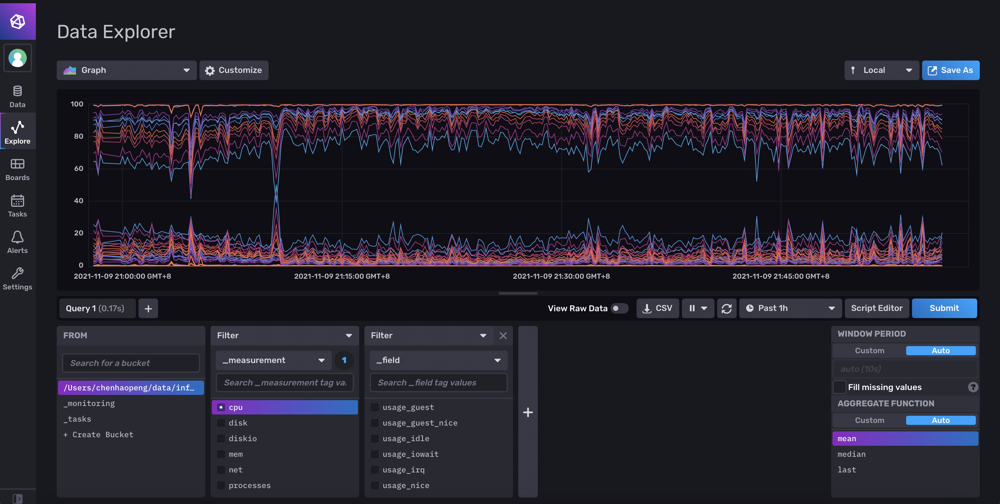 Data Explorer
Graph
Customize
Local
Save As
Data
Explore
Boards
Tasks
Alerts
Settings
100
80
60
40
20
0
2021-11-09 21:00:00 GMT+8
2021-11-09 21:15:00 GMT+8
2021-11-09 21:30:00 GMT+8
2021-11-09 21:45:00 GMT+8
Query 1 (0.17s)
+
View Raw Data
CSV
Past 1h
Script Editor
Submit
FROM
Search for a bucket
/Users/chenhaopeng/data/inf…
_monitoring
_tasks
+ Create Bucket
Filter
_measurement
1
Search _measurement tag va
cpu
disk
diskio
mem
net
processes
Filter
_field
Search _field tag values
usage_guest
usage_guest_nice
usage_idle
usage_iowait
usage_irq
usage_nice
+
WINDOW PERIOD
Custom
Auto
auto (10s)
Fill missing values
?
AGGREGATE FUNCTION
Custom
Auto
mean
median
last